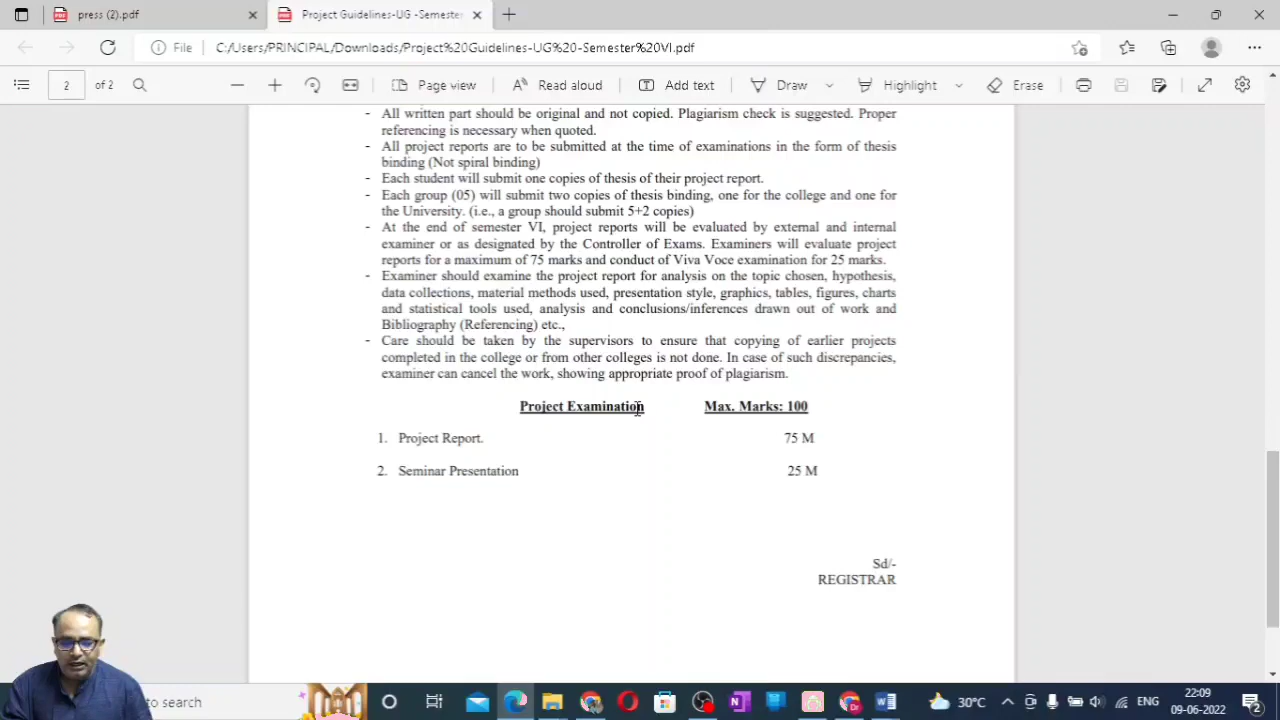 press (2).pdf
Project Guidelines-UG -Semester
File
C:/Users/PRINCIPAL/Downloads/Project%20Guidelines-UG%20-Semester%20VI.pdf
2 of 2
Page view
Read aloud
Add text
Draw
Highlight
Erase
- All written part should be original and not copied. Plagiarism check is suggested. Proper
referencing is necessary when quoted.
- All project reports are to be submitted at the time of examinations in the form of thesis
binding (Not spiral binding)
- Each student will submit one copies of thesis of their project report.
- Each group (05) will submit two copies of thesis binding, one for the college and one for
the University. (i.e., a group should submit 5+2 copies)
- At the end of semester VI, project reports will be evaluated by external and internal
examiner or as designated by the Controller of Exams. Examiners will evaluate project
reports for a maximum of 75 marks and conduct of Viva Voce examination for 25 marks.
- Examiner should examine the project report for analysis on the topic chosen, hypothesis,
data collections, material methods used, presentation style, graphics, tables, figures, charts
and statistical tools used, analysis and conclusions/inferences drawn out of work and
Bibliography (Referencing) etc.,
- Care should be taken by the supervisors to ensure that copying of earlier projects
completed in the college or from other colleges is not done. In case of such discrepancies,
examiner can cancel the work, showing appropriate proof of plagiarism.
Project Examination Max. Marks: 100
1. Project Report. 75 M
2. Seminar Presentation 25 M
Sd/-
REGISTRAR
to search
30°C
ENG
22:09
09-06-2022
2